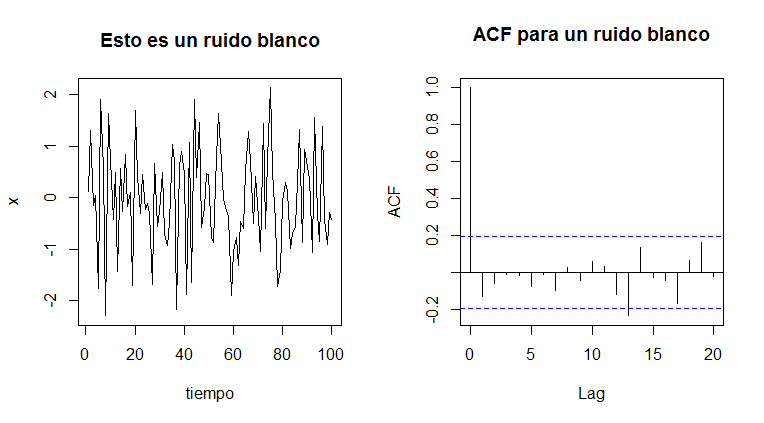 Esto es un ruido blanco
x
2
1
0
-1
-2
0 20 40 60 80 100
tiempo
ACF para un ruido blanco
ACF
1.0
0.8
0.6
0.4
0.2
-0.2
0 5 10 15 20
Lag